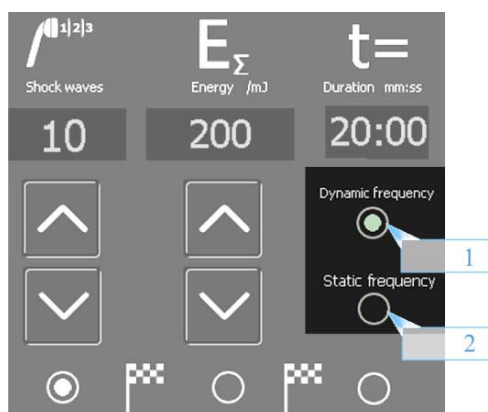 1|2|3
E Σ
t=
Shock waves
Energy /mJ
Duration mm:ss
10
200
20:00
Dynamic frequency
1
Static frequency
2